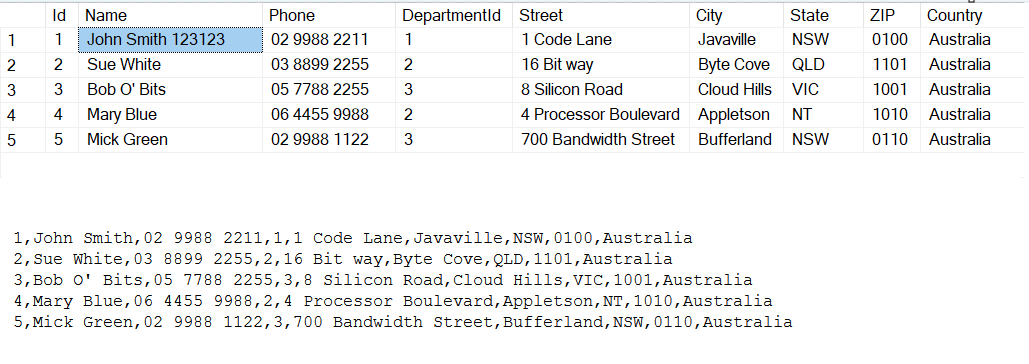 Id Name Phone DepartmentId Street City State ZIP Country
1 1 John Smith 123123 02 9988 2211 1 1 Code Lane Javaville NSW 0100 Australia
2 2 Sue White 03 8899 2255 2 16 Bit way Byte Cove QLD 1101 Australia
3 3 Bob O' Bits 05 7788 2255 3 8 Silicon Road Cloud Hills VIC 1001 Australia
4 4 Mary Blue 06 4455 9988 2 4 Processor Boulevard Appletson NT 1010 Australia
5 5 Mick Green 02 9988 1122 3 700 Bandwidth Street Bufferland NSW 0110 Australia
1,John Smith,02 9988 2211,1,1 Code Lane,Javaville,NSW,0100,Australia
2,Sue White,03 8899 2255,2,16 Bit way,Byte Cove,QLD,1101,Australia
3,Bob O' Bits,05 7788 2255,3,8 Silicon Road,Cloud Hills,VIC,1001,Australia
4,Mary Blue,06 4455 9988,2,4 Processor Boulevard,Appletson,NT,1010,Australia
5,Mick Green,02 9988 1122,3,700 Bandwidth Street,Bufferland,NSW,0110,Australia